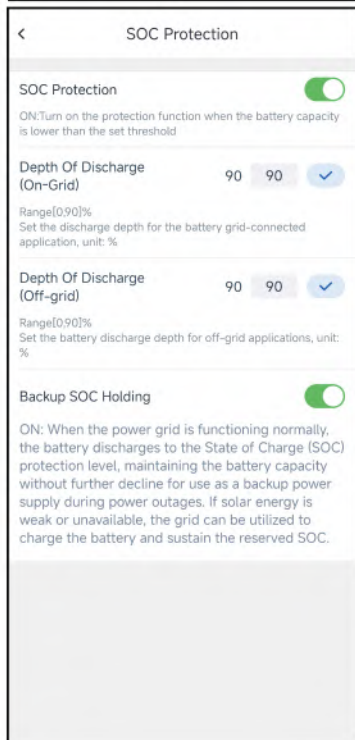 SOC Protection
SOC Protection
ON:Turn on the protection function when the battery capacity
is lower than the set threshold
Depth Of Discharge
(On-Grid)
90 90
Range[0,90]%
Set the discharge depth for the battery grid-connected
application, unit: %
Depth Of Discharge
(Off-grid)
90 90
Range[0,90]%
Set the battery discharge depth for off-grid applications, unit:
%
Backup SOC Holding
ON: When the power grid is functioning normally,
the battery discharges to the State of Charge (SOC)
protection level, maintaining the battery capacity
without further decline for use as a backup power
supply during power outages. If solar energy is
weak or unavailable, the grid can be utilized to
charge the battery and sustain the reserved SOC.